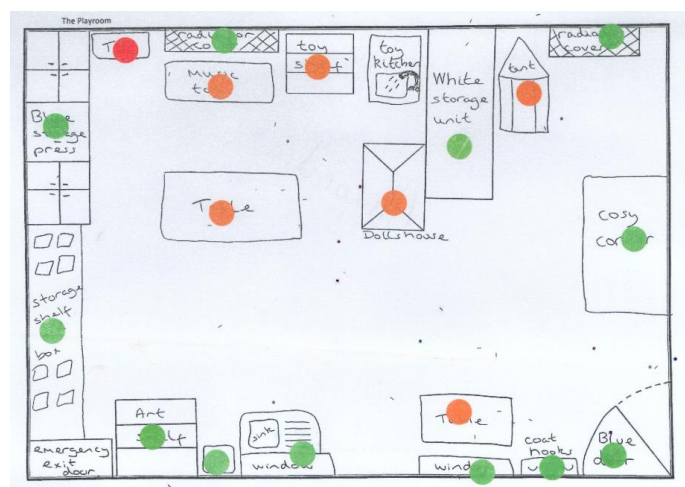 The Playroom
radiator
cover
toy
shelf
toy
kitchen
radiator
cover
Music
White
storage
unit
tent
Blue
storage
press
Table
Dollshouse
cosy
corner
storage
shelf
box
Art
shelf
sink
window
Table
window
coat
hooks
Blue
door
emergency
exit
door